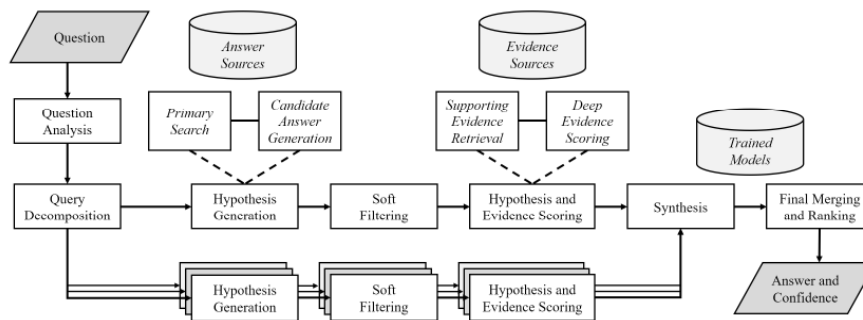 Question
Answer
Sources
Evidence
Sources
Question
Analysis
Primary
Search
Candidate
Answer
Generation
Supporting
Evidence
Retrieval
Deep
Evidence
Scoring
Trained
Models
Query
Decomposition
Hypothesis
Generation
Soft
Filtering
Hypothesis and
Evidence Scoring
Synthesis
Final Merging
and Ranking
Hypothesis
Generation
Soft
Filtering
Hypothesis and
Evidence Scoring
Answer and
Confidence